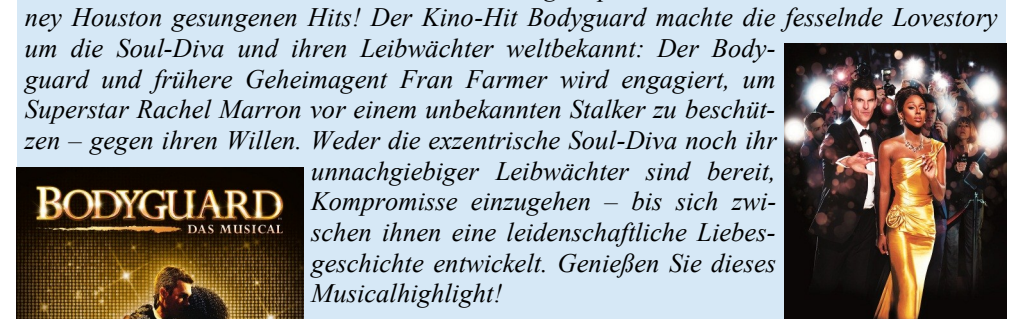 ney Houston gesungenen Hits! Der Kino-Hit Bodyguard machte die fesselnde Lovestory
um die Soul-Diva und ihren Leibwächter weltbekannt: Der Body-
guard und frühere Geheimagent Fran Farmer wird engagiert, um
Superstar Rachel Marron vor einem unbekannten Stalker zu beschüt-
zen – gegen ihren Willen. Weder die exzentrische Soul-Diva noch ihr
unnachgiebiger Leibwächter sind bereit,
Kompromisse einzugehen – bis sich zwi-
schen ihnen eine leidenschaftliche Liebes-
geschichte entwickelt. Genießen Sie dieses
Musicalhighlight!
BODYGUARD
DAS MUSICAL